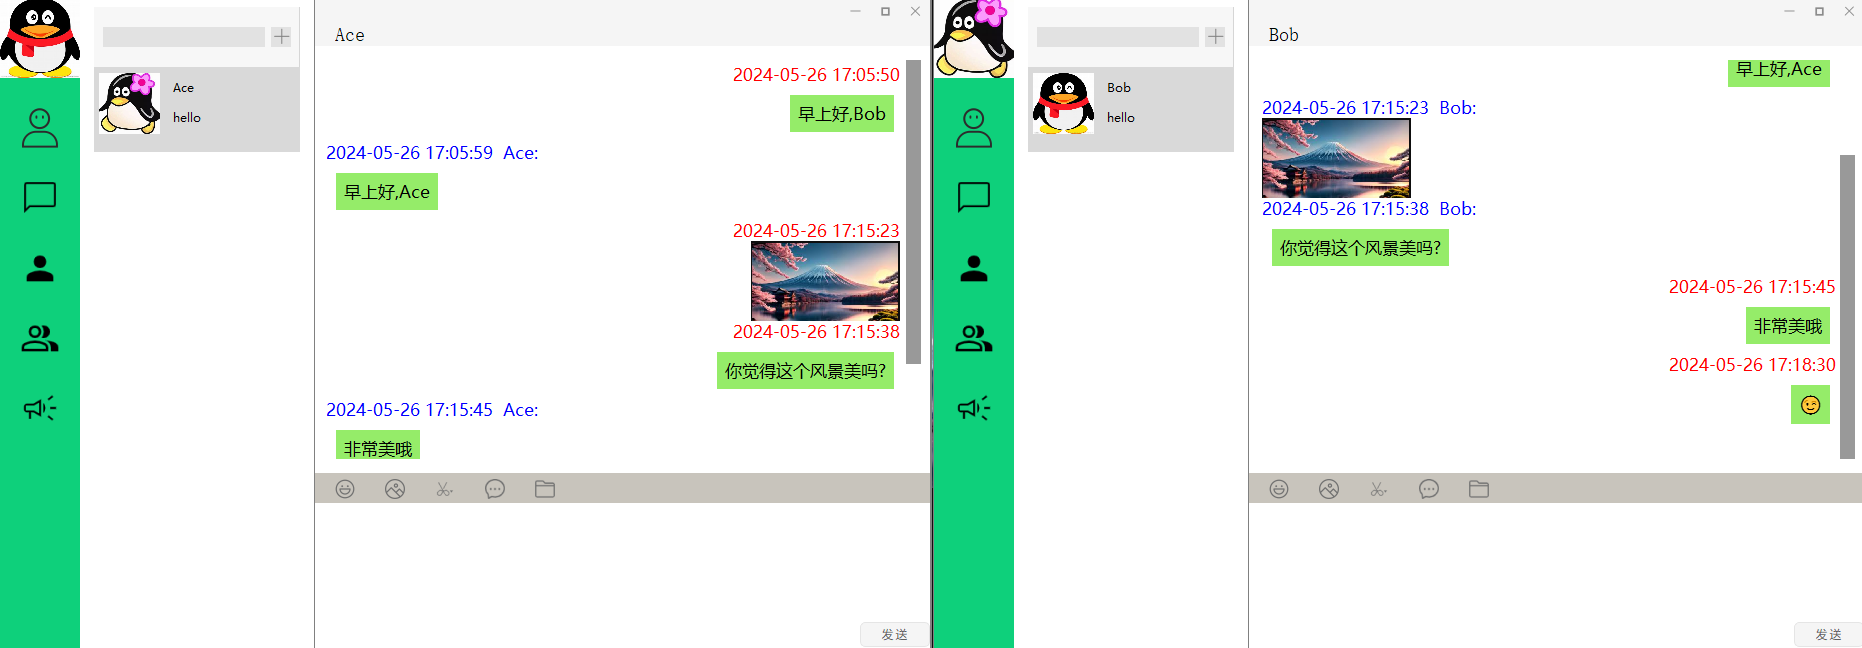 Ace
Ace
hello
2024-05-26 17:05:50
早上好,Bob
2024-05-26 17:05:59 Ace:
早上好,Ace
2024-05-26 17:15:23
2024-05-26 17:15:38
你觉得这个风景美吗?
2024-05-26 17:15:45 Ace:
非常美哦
发送
Bob
Bob
hello
早上好,Ace
2024-05-26 17:15:23 Bob:
2024-05-26 17:15:38 Bob:
你觉得这个风景美吗?
2024-05-26 17:15:45
非常美哦
2024-05-26 17:18:30
😉
发送